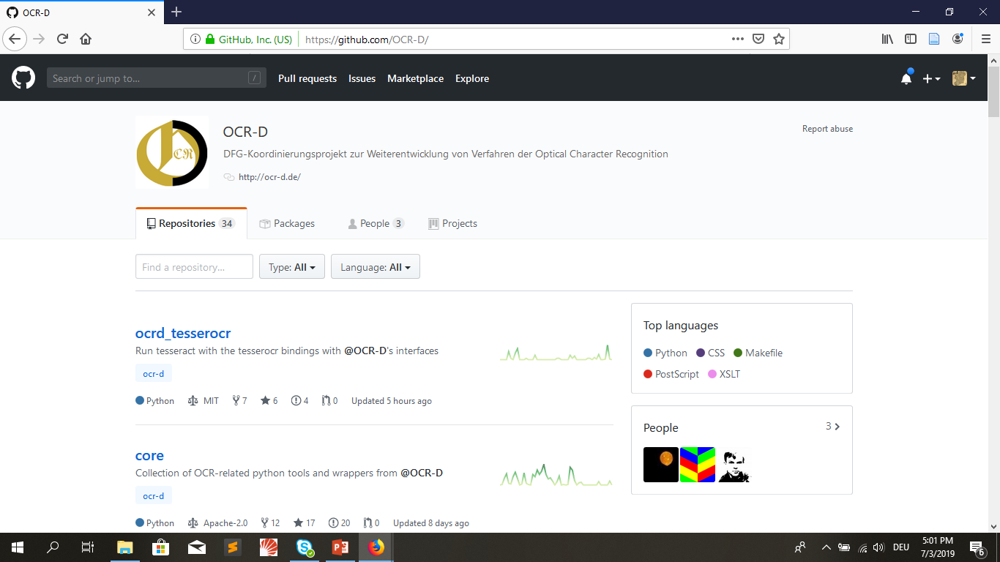 OCR-D
GitHub, Inc. (US) https://github.com/OCR-D/
Search or jump to... / Pull requests Issues Marketplace Explore
OCR-D
Report abuse
DFG-Koordinierungsprojekt zur Weiterentwicklung von Verfahren der Optical Character Recognition
http://ocr-d.de/
Repositories 34 Packages People 3 Projects
Find a repository... Type: All Language: All
ocrd_tesserocr
Run tesseract with the tesserocr bindings with @OCR-D's interfaces
ocr-d
Python MIT 7 6 4 0 Updated 5 hours ago
core
Collection of OCR-related python tools and wrappers from @OCR-D
ocr-d
Python Apache-2.0 12 17 20 0 Updated 8 days ago
Top languages
Python CSS Makefile
PostScript XSLT
People 3
DEU
5:01 PM
7/3/2019
6